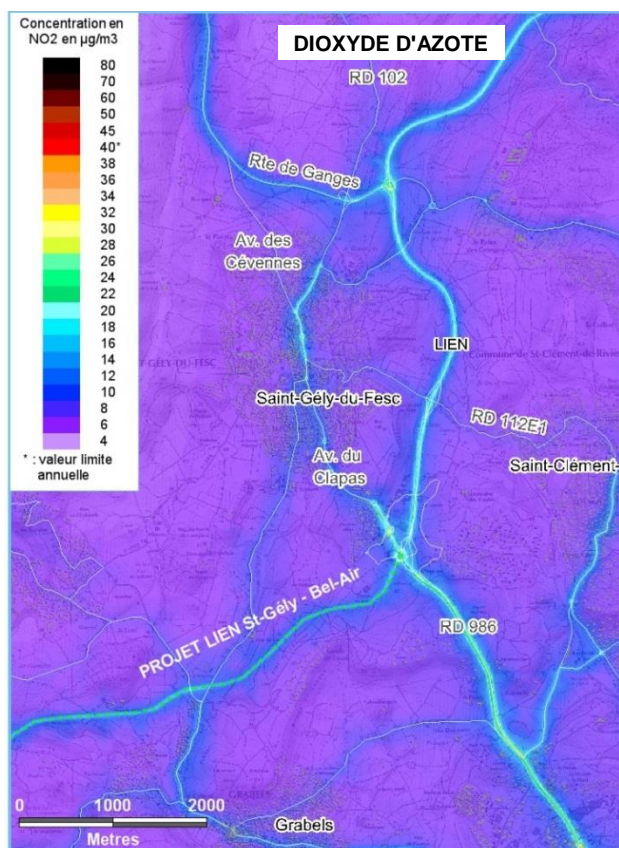 Concentration en
NO2 en µg/m3
80
70
60
50
45
40*
38
36
34
32
30
28
26
24
22
20
18
16
14
12
10
8
6
4
* : valeur limite
annuelle
DIOXYDE D'AZOTE
RD 102
Rte de Ganges
Av. des
Cévennes
LIEN
Saint-Gély-du-Fesc
RD 112E1
Av. du
Clapas
Saint-Clément-
PROJET LIEN St-Gély - Bel-Air
RD 986
0 1000 2000
Metres
GRABELS
Grabels